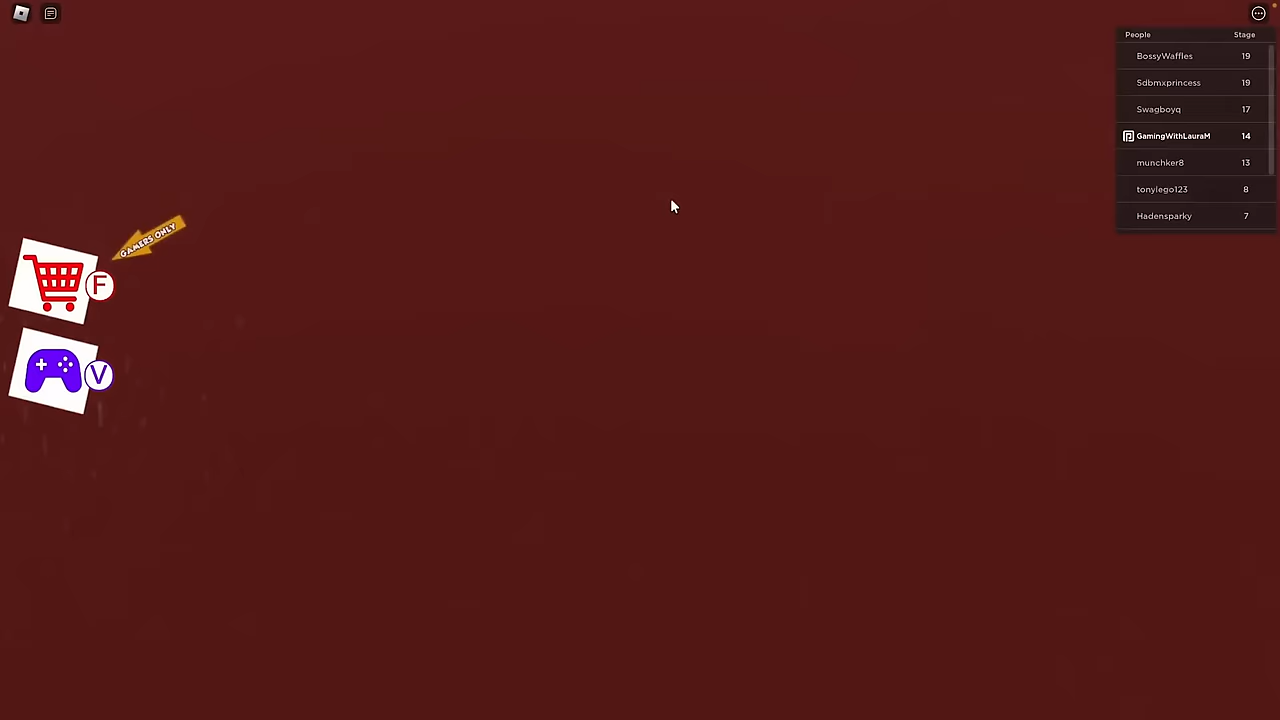 People Stage
BossyWaffles 19
Sdbmxprincess 19
Swagboyq 17
GamingWithLauraM 14
munchker8 13
tonylego123 8
Hadensparky 7
GAMERS ONLY
F
V